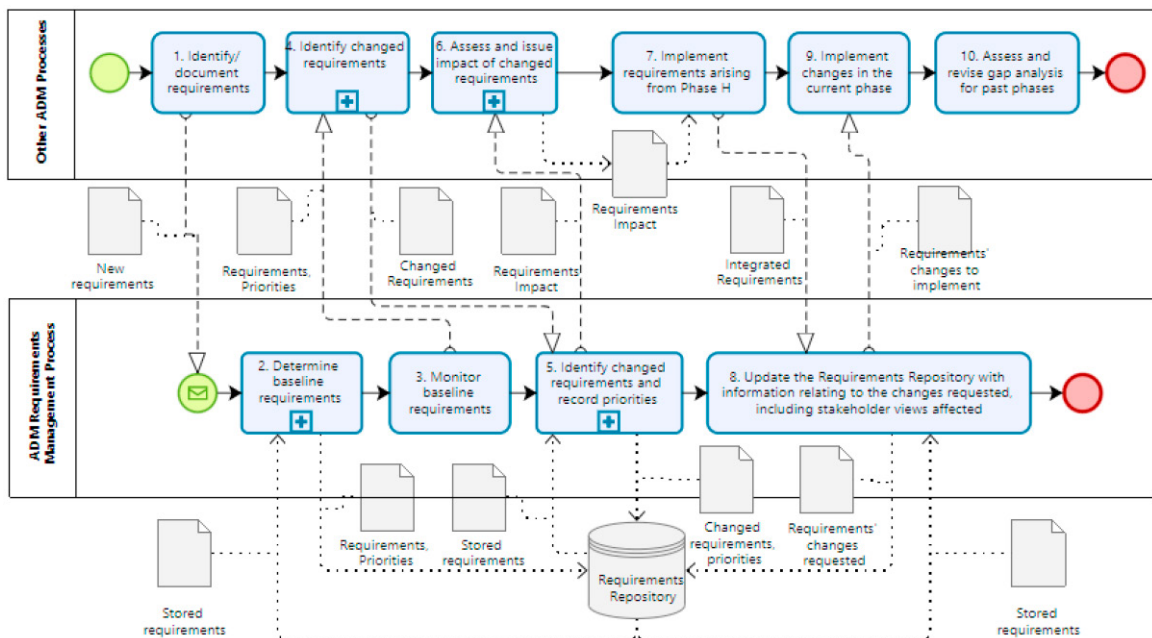 Other ADM Processes
1. Identify/
document
requirements
4. Identify changed
requirements
6. Assess and issue
impact of changed
requirements
7. Implement
requirements arising
from Phase H
9. Implement
changes in the
current phase
10. Assess and
revise gap analysis
for past phases
Requirements
Impact
New
requirements
Requirements,
Priorities
Changed
Requirements
Requirements
Impact
Integrated
Requirements
Requirements'
changes to
implement
ADM Requirements
Management Process
2. Determine
baseline
requirements
3. Monitor
baseline
requirements
5. Identify changed
requirements and
record priorities
8. Update the Requirements Repository with
information relating to the changes requested,
including stakeholder views affected
Requirements,
Priorities
Stored
requirements
Changed
requirements,
priorities
Requirements'
changes
requested
Requirements
Repository
Stored
requirements
Stored
requirements